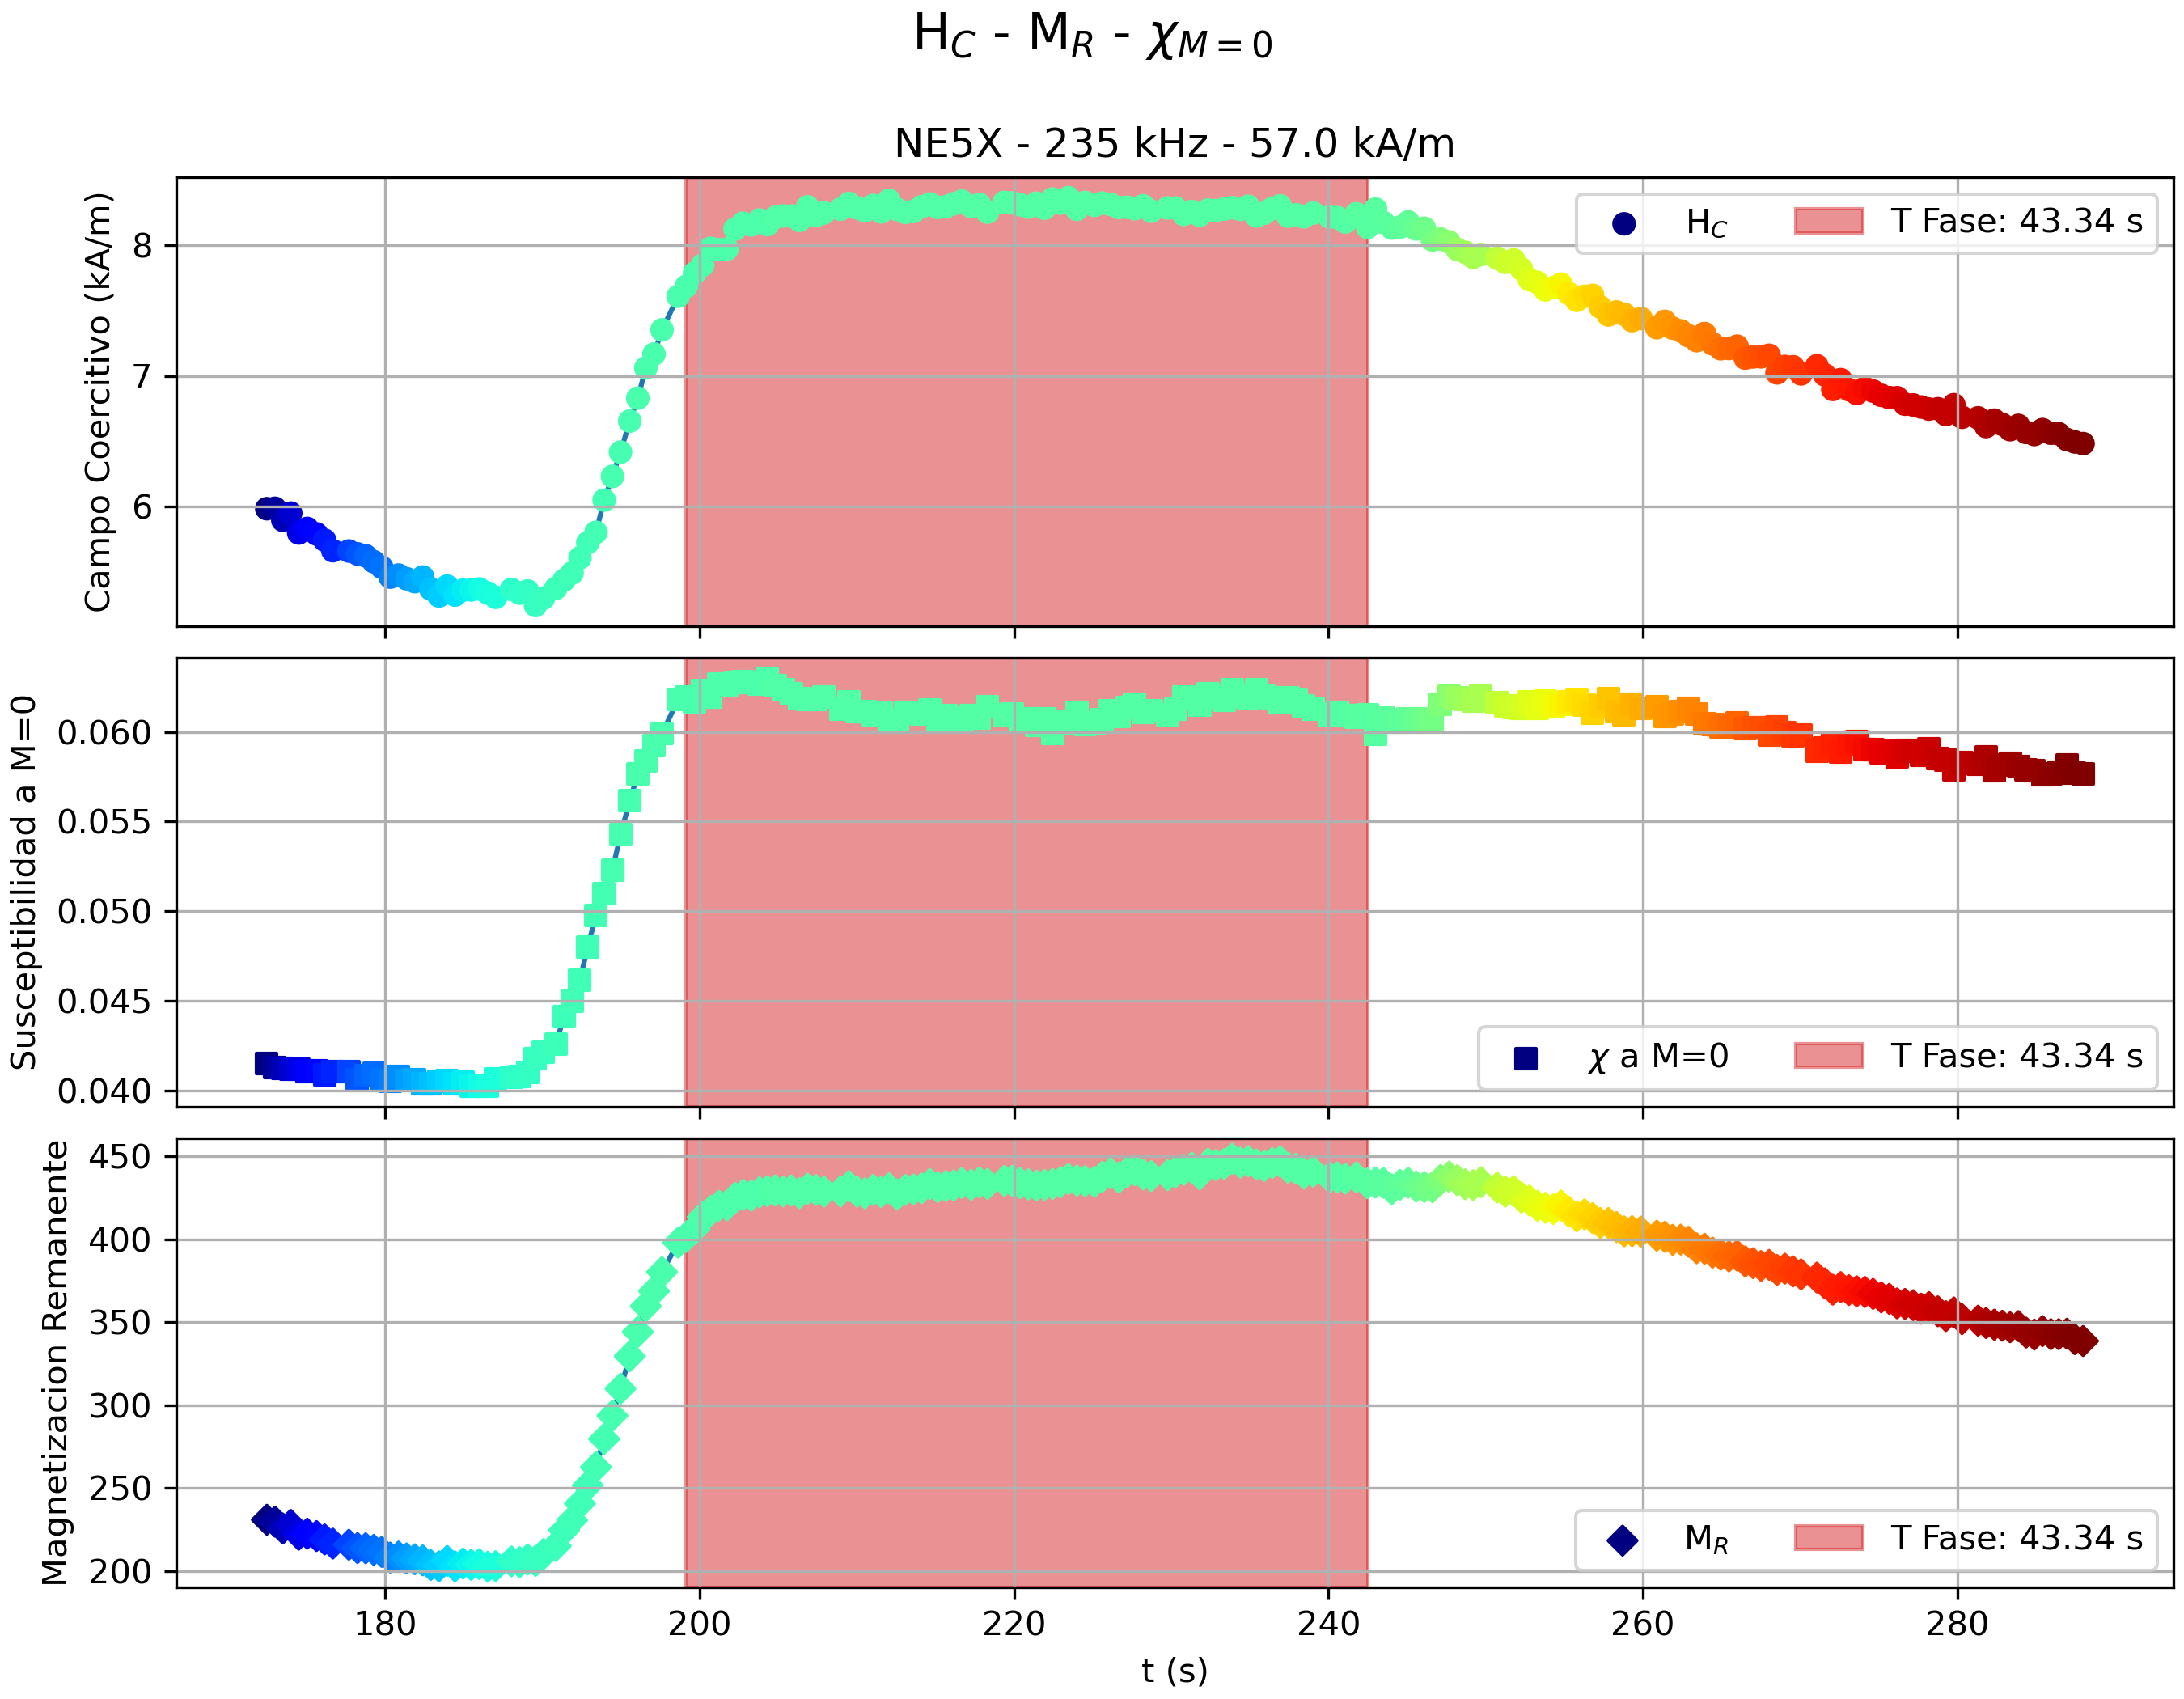 H_C - M_R - χ_{M=0}
NE5X - 235 kHz - 57.0 kA/m
Campo Coercitivo (kA/m)
8
7
6
H_C
T Fase: 43.34 s
Susceptibilidad a M=0
0.060
0.055
0.050
0.045
0.040
χ a M=0
T Fase: 43.34 s
Magnetizacion Remanente
450
400
350
300
250
200
M_R
T Fase: 43.34 s
180 200 220 240 260 280
t (s)